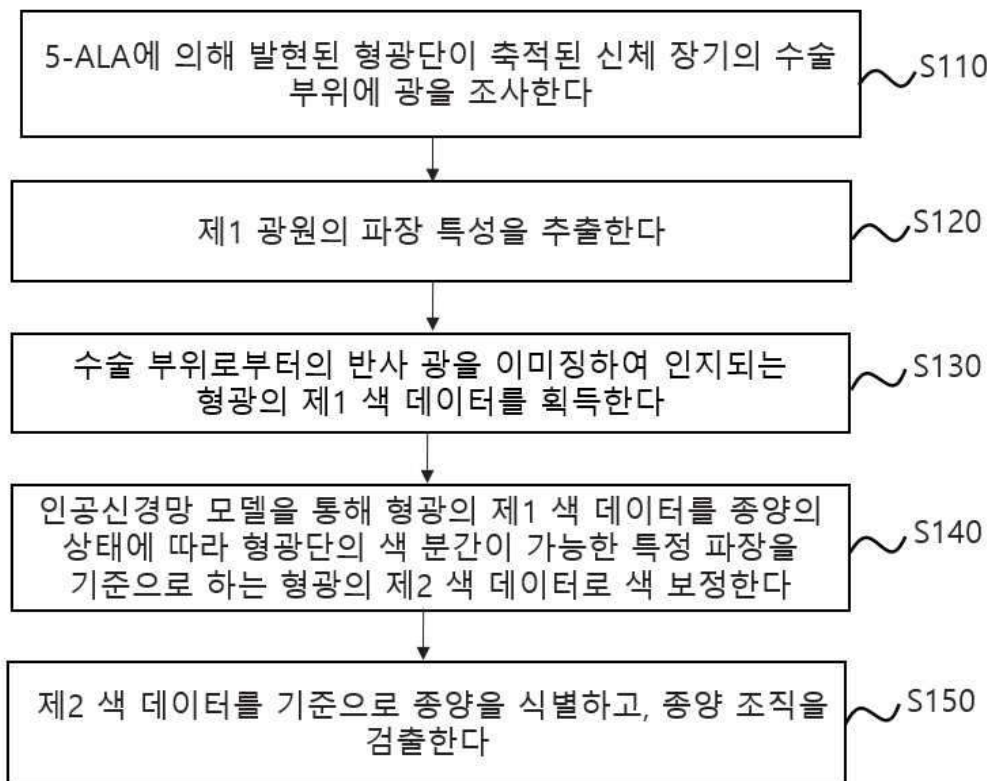 5-ALA에 의해 발현된 형광단이 축적된 신체 장기의 수술
부위에 광을 조사한다
S110
제1 광원의 파장 특성을 추출한다
S120
수술 부위로부터의 반사 광을 이미징하여 인지되는
형광의 제1 색 데이터를 획득한다
S130
인공신경망 모델을 통해 형광의 제1 색 데이터를 종양의
상태에 따라 형광단의 색 분간이 가능한 특정 파장을
기준으로 하는 형광의 제2 색 데이터로 색 보정한다
S140
제2 색 데이터를 기준으로 종양을 식별하고, 종양 조직을
검출한다
S150